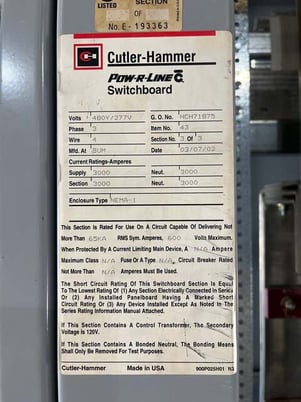 LISTED SECTION
OF
No. E- 193363
Cutler-Hammer
POW-R-LINE C
Switchboard
Volts 480Y/277V G. O. No. HCH71875
Phase 3 Item No. 43
Wire 4 Section No. 3 Of 3
Mfd. At SUM Date 03/07/02
Current Ratings-Amperes
Supply 3000 Neut. 3000
Section 3000 Neut. 3000
Enclosure Type NEMA-1
This Section Is Rated For Use On A Circuit Capable Of Delivering Not
More Than 65KA RMS Sym. Amperes, 600 Volts Maximum.
When Protected By A Current Limiting Main Device, A N/A Ampere
Maximum Class N/A Fuse Or A Type N/A Circuit Breaker Rated
Not More Than N/A Amperes Must Be Used.
The Short Circuit Rating Of This Switchboard Section Is Equal
To The Lowest Rating Of (1) Any Section Electrically Connected In Series
Or (2) Any Installed Panelboard Having A Marked Short
Circuit Rating Or (3) Any Device Installed Except As Noted In The
Series Rating Information Manual Attached.
If This Section Contains A Control Transformer, The Secondary
Voltage Is 120V.
If This Section Contains A Bonded Neutral, The Bonding Means
Shall Only Be Removed For Test Purposes.
Cutler-Hammer Made in USA 900P025H01 R3